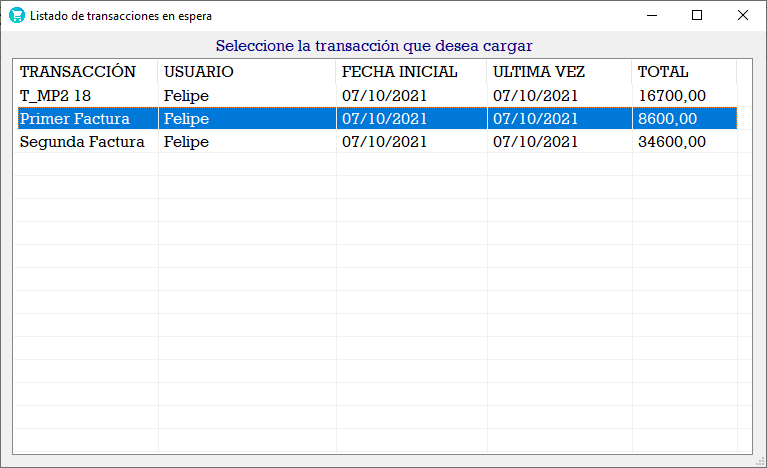 Listado de transacciones en espera
Seleccione la transacción que desea cargar
TRANSACCIÓN USUARIO FECHA INICIAL ULTIMA VEZ TOTAL
T_MP2 18 Felipe 07/10/2021 07/10/2021 16700,00
Primer Factura Felipe 07/10/2021 07/10/2021 8600,00
Segunda Factura Felipe 07/10/2021 07/10/2021 34600,00